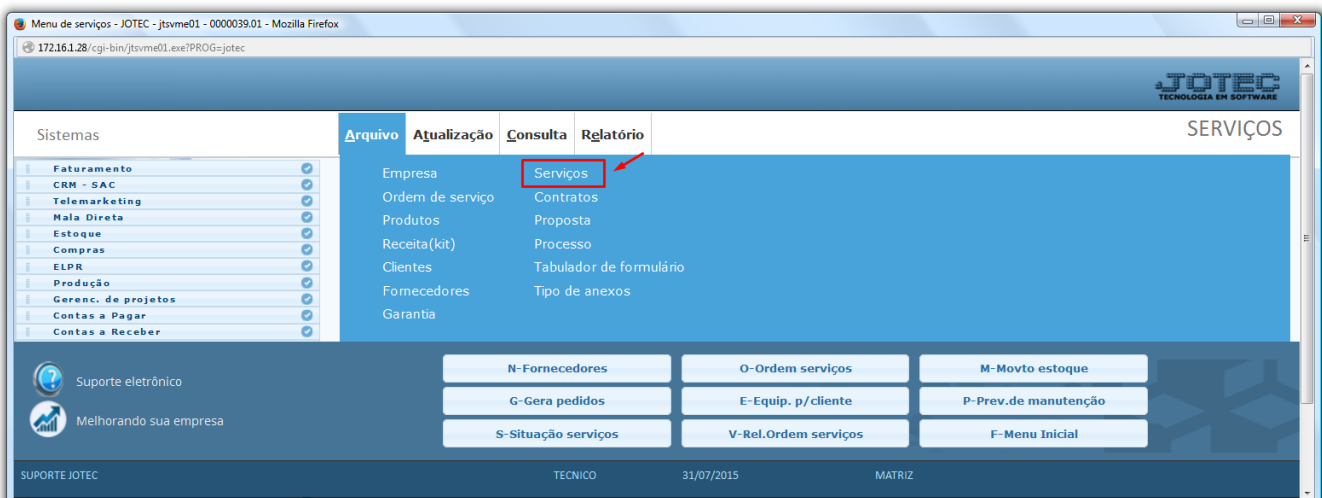 Menu de serviços - JOTEC - jtsvme01 - 0000039.01 - Mozilla Firefox
172.16.1.28/cgi-bin/jtsvme01.exe?PROG=jotec
JOTEC
TECNOLOGIA EM SOFTWARE
Sistemas
Arquivo Atualização Consulta Relatório
SERVIÇOS
Faturamento
CRM - SAC
Telemarketing
Mala Direta
Estoque
Compras
ELPR
Produção
Gerenc. de projetos
Contas a Pagar
Contas a Receber
Empresa Serviços
Ordem de serviço Contratos
Produtos Proposta
Receita(kit) Processo
Clientes Tabulador de formulário
Fornecedores Tipo de anexos
Garantia
Suporte eletrônico
Melhorando sua empresa
N-Fornecedores O-Ordem serviços M-Movto estoque
G-Gera pedidos E-Equip. p/cliente P-Prev.de manutenção
S-Situação serviços V-Rel.Ordem serviços F-Menu Inicial
SUPORTE JOTEC TECNICO 31/07/2015 MATRIZ